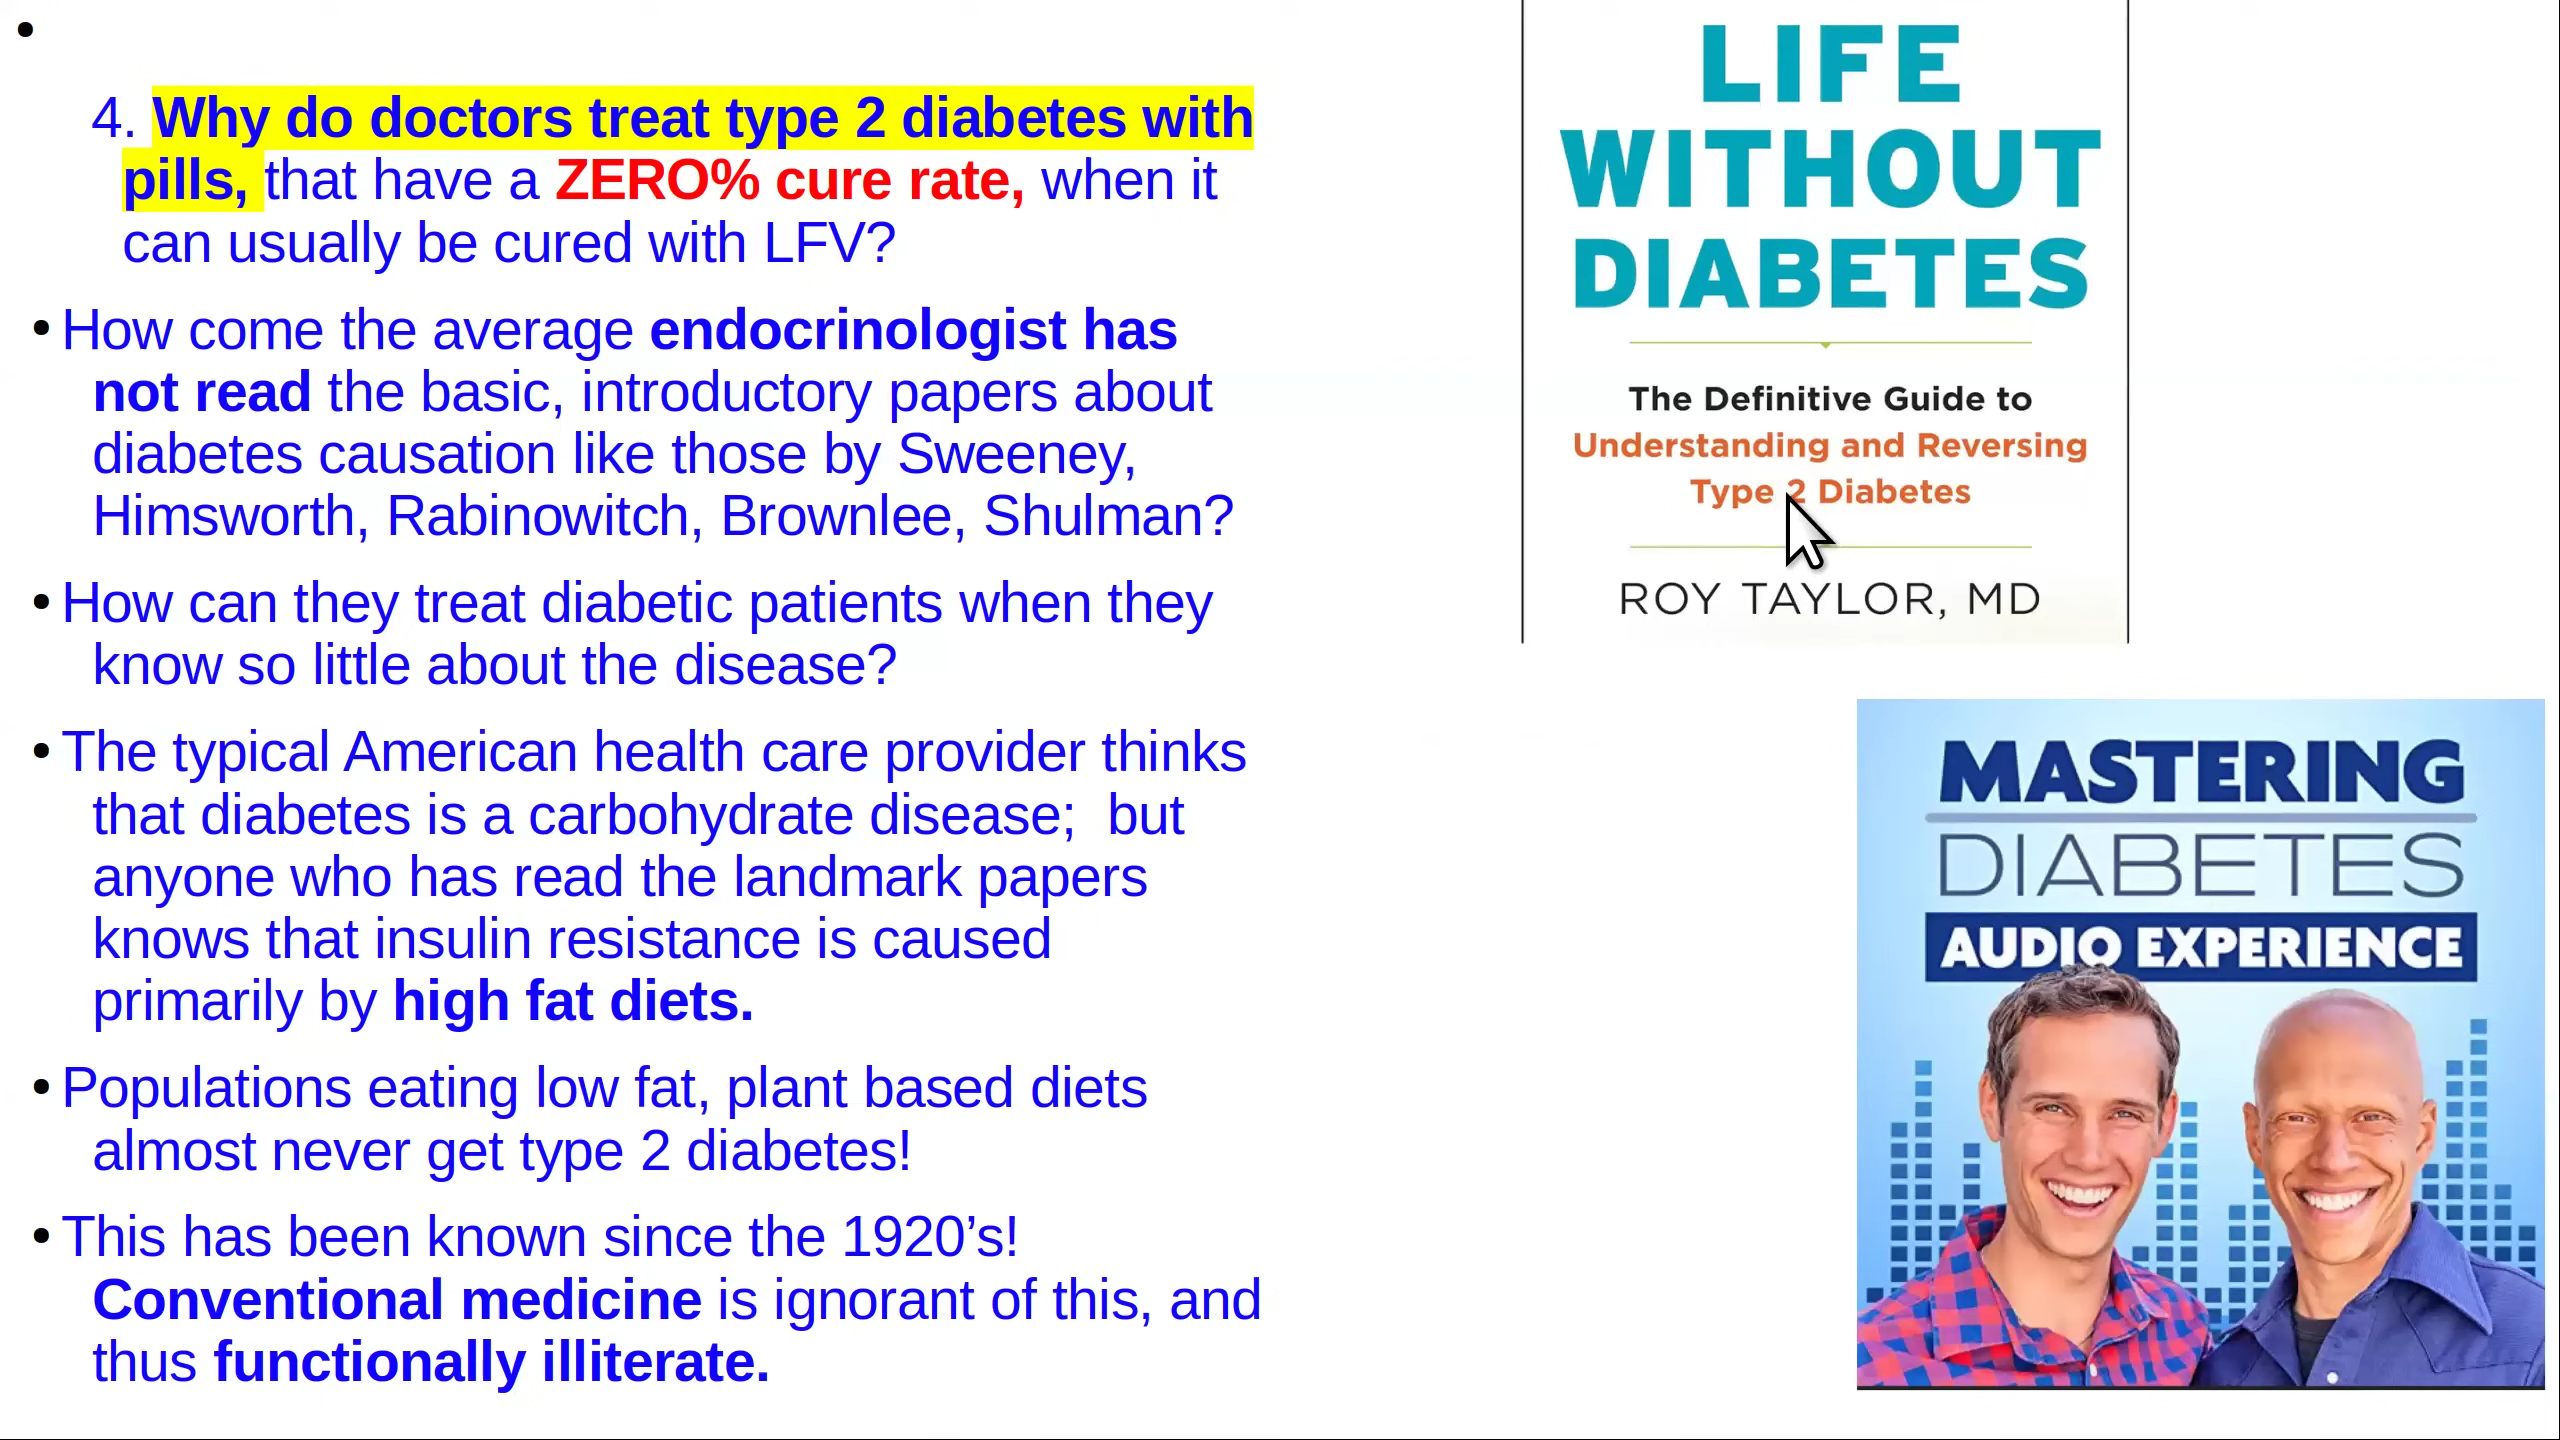 4. Why do doctors treat type 2 diabetes with
pills, that have a ZERO% cure rate, when it
can usually be cured with LFV?
• How come the average endocrinologist has
not read the basic, introductory papers about
diabetes causation like those by Sweeney,
Himsworth, Rabinowitch, Brownlee, Shulman?
• How can they treat diabetic patients when they
know so little about the disease?
• The typical American health care provider thinks
that diabetes is a carbohydrate disease;  but
anyone who has read the landmark papers
knows that insulin resistance is caused
primarily by high fat diets.
• Populations eating low fat, plant based diets
almost never get type 2 diabetes!
• This has been known since the 1920’s!
Conventional medicine is ignorant of this, and
thus functionally illiterate.
LIFE
WITHOUT
DIABETES
The Definitive Guide to
Understanding and Reversing
Type 2 Diabetes
ROY TAYLOR, MD
MASTERING
DIABETES
AUDIO EXPERIENCE